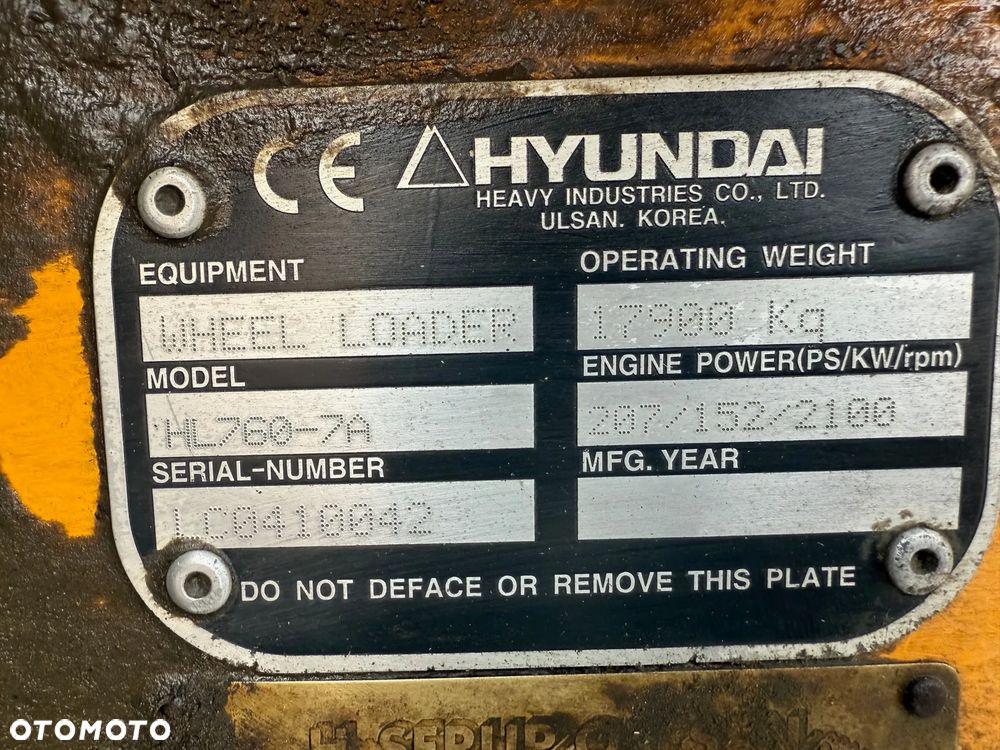 CE HYUNDAI
HEAVY INDUSTRIES CO., LTD.
ULSAN. KOREA.
EQUIPMENT
WHEEL LOADER
OPERATING WEIGHT
17900 Kg
MODEL
HL760-7A
ENGINE POWER(PS/KW/rpm)
207/152/2100
SERIAL-NUMBER
LC0410042
MFG. YEAR
DO NOT DEFACE OR REMOVE THIS PLATE
OTOMOTO